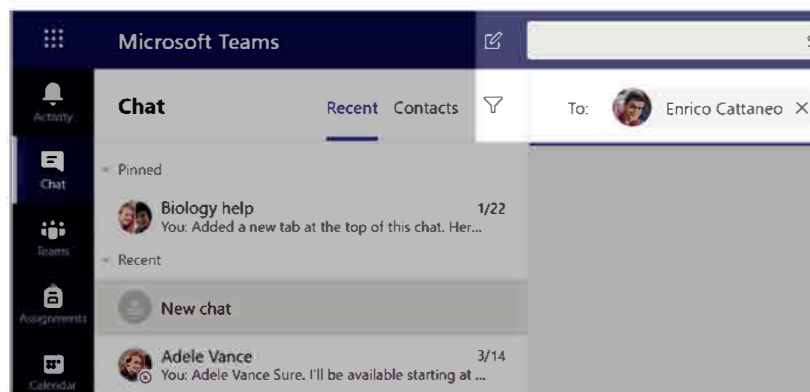 Microsoft Teams
Activity
Chat
Recent Contacts
To: Enrico Cattaneo
Chat
Pinned
Biology help 1/22
You: Added a new tab at the top of this chat. Her...
Teams
Recent
New chat
Assignments
Adele Vance 3/14
You: Adele Vance Sure. I'll be available starting at ...
Calendar